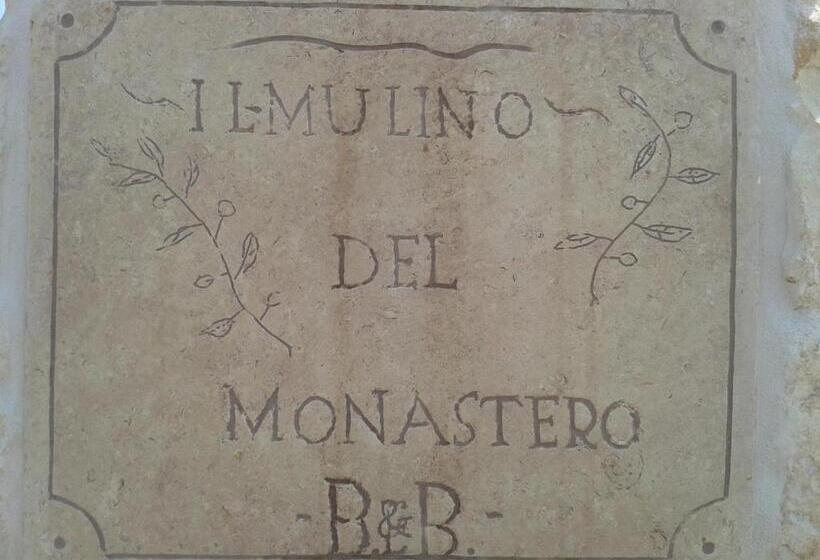 IL-MULINO
DEL
MONASTERO
-B.&B.-